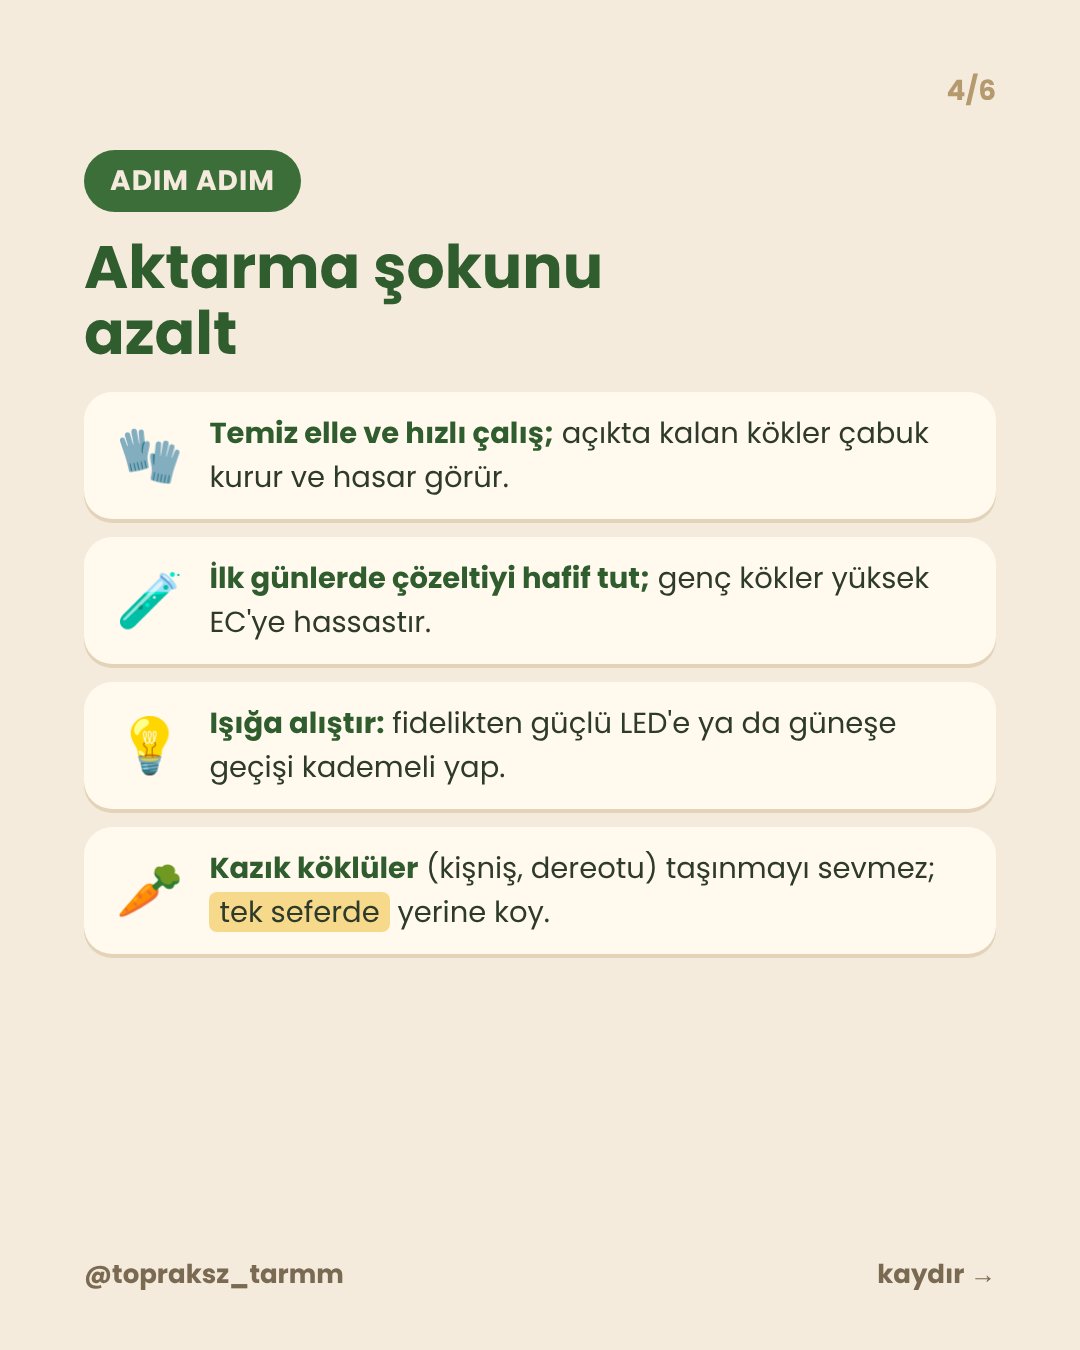 4/6
ADIM ADIM
Aktarma şokunu
azalt
Temiz elle ve hızlı çalış; açıkta kalan kökler çabuk
kurur ve hasar görür.
İlk günlerde çözeltiyi hafif tut; genç kökler yüksek
EC'ye hassastır.
Işığa alıştır: fidelikten güçlü LED'e ya da güneşe
geçişi kademeli yap.
Kazık köklüler (kişniş, dereotu) taşınmayı sevmez;
tek seferde yerine koy.
@topraksz_tarmm
kaydır →